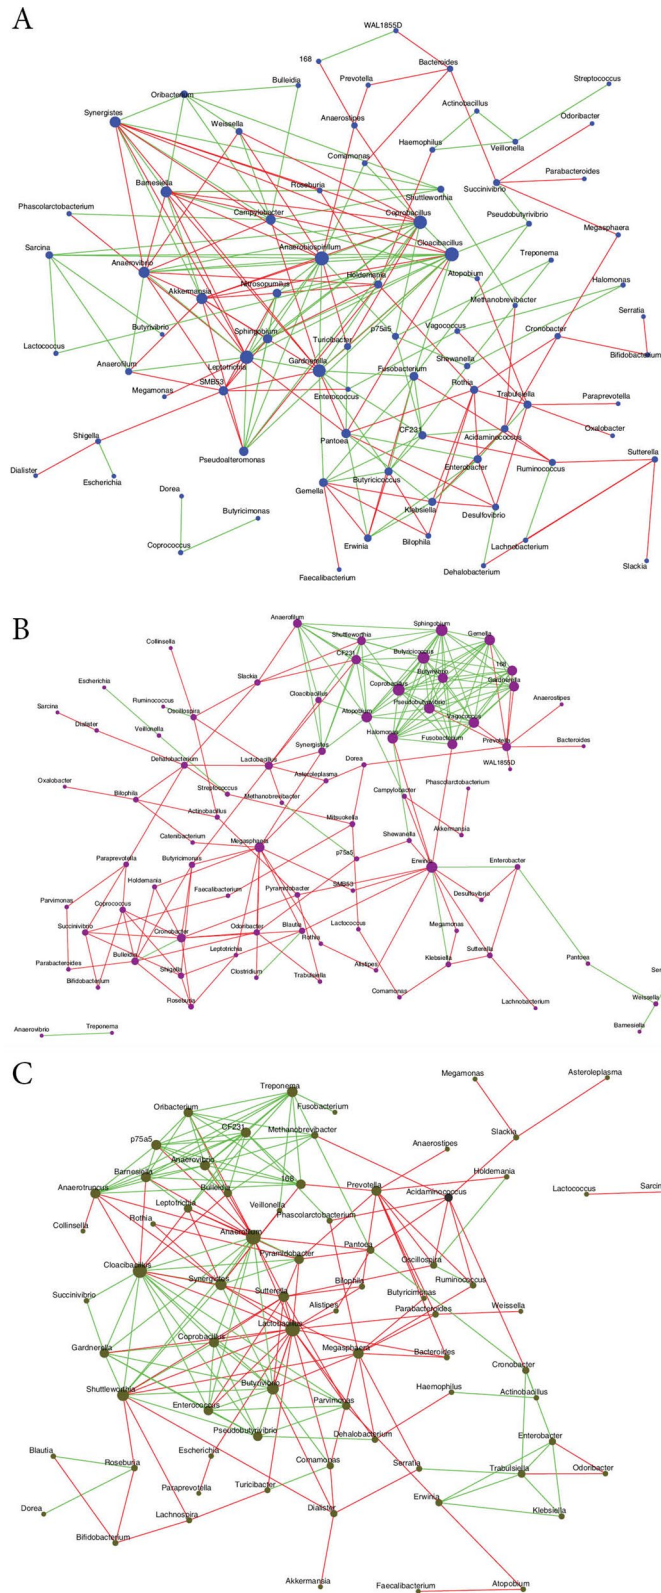 A
WAL1855D
168
Bacteroides
Bulleidia
Prevotella
Streptococcus
Oribacterium
Synergistes
Actinobacillus
Anaerostipes
Weissella
Odoribacter
Haemophilus
Veillonella
Comamonas
Parabacteroides
Barnesiella
Roseburia
Shuttleworthia
Succinivibrio
Phascolarctobacterium
Campylobacter
Coprobacillus
Pseudobutyrivibrio
Megasphaera
Sarcina
Anaerobiospirillum
Cloacibacillus
Treponema
Anaerovibrio
Holdemania
Atopobium
Halomonas
Akkermansia
Nitrosopumilus
Methanobrevibacter
Serratia
Butyrivibrio
Sphingobium
Turicibacter
p75a5
Vagococcus
Cronobacter
Lactococcus
Anaerofilum
Leptotrichia
Gardnerella
Shewanella
Bifidobacterium
Fusobacterium
Rothia
Megamonas
SMB53
Enterococcus
Trabulsiella
Paraprevotella
Shigella
Pantoea
CF231
Acidaminococcus
Oxalobacter
Dialister
Escherichia
Pseudoalteromonas
Butyricicoccus
Enterobacter
Ruminococcus
Sutterella
Dorea
Gemella
Butyricimonas
Klebsiella
Desulfovibrio
Coprococcus
Erwinia
Bilophila
Lachnobacterium
Faecalibacterium
Dehalobacterium
Slackia
B
Anaerofilum
Sphingobium
Collinsella
Shuttleworthia
Gemella
CF231
Butyricicoccus
Slackia
Butyrivibrio
168
Escherichia
Coprobacillus
Gardnerella
Ruminococcus
Cloacibacillus
Pseudobutyrivibrio
Anaerostipes
Sarcina
Oscillospira
Atopobium
Vagococcus
Dialister
Veillonella
Halomonas
Fusobacterium
Prevotella
Bacteroides
Synergistes
Dehalobacterium
Lactobacillus
Dorea
WAL1855D
Oxalobacter
Asteroleplasma
Phascolarctobacterium
Bilophila
Streptococcus
Methanobrevibacter
Campylobacter
Actinobacillus
Mitsuokella
Catenibacterium
Megasphaera
Shewanella
Akkermansia
Paraprevotella
Butyricimonas
p75a5
Erwinia
Enterobacter
Holdemania
Faecalibacterium
Pyramidobacter
SMB53
Parvimonas
Coprococcus
Desulfovibrio
Succinivibrio
Cronobacter
Odoribacter
Blautia
Rothia
Lactococcus
Megamonas
Parabacteroides
Bulleidia
Leptotrichia
Sutterella
Bifidobacterium
Shigella
Clostridium
Trabulsiella
Alistipes
Klebsiella
Pantoea
Roseburia
Comamonas
Lachnobacterium
Weissella
Anaerovibrio
Treponema
Barnesiella
C
Megamonas
Asteroleplasma
Treponema
Oribacterium
Fusobacterium
CF231
Methanobrevibacter
Slackia
p75a5
Anaerostipes
Barnesiella
Anaerovibrio
Holdemania
Anaerotruncus
Bulleidia
168
Prevotella
Acidaminococcus
Lactococcus
Leptotrichia
Veillonella
Phascolarctobacterium
Collinsella
Rothia
Anaerofilum
Pantoea
Pyramidobacter
Oscillospira
Cloacibacillus
Synergistes
Bilophila
Ruminococcus
Succinivibrio
Sutterella
Butyricimonas
Alistipes
Parabacteroides
Weissella
Lactobacillus
Gardnerella
Coprobacillus
Megasphaera
Bacteroides
Cronobacter
Shuttleworthia
Butyrivibrio
Haemophilus
Actinobacillus
Enterococcus
Parvimonas
Pseudobutyrivibrio
Dehalobacterium
Enterobacter
Blautia
Roseburia
Escherichia
Comamonas
Serratia
Trabulsiella
Odoribacter
Paraprevotella
Turicibacter
Erwinia
Dorea
Lachnospira
Dialister
Klebsiella
Bifidobacterium
Akkermansia
Faecalibacterium
Atopobium